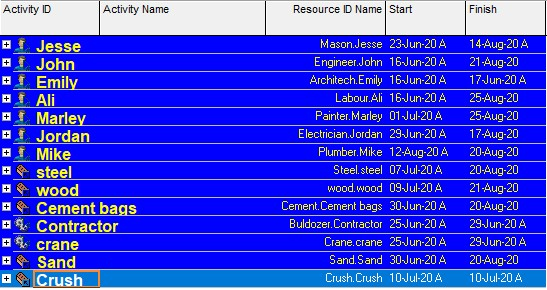 Activity ID Activity Name Resource ID Name Start Finish
Jesse Mason.Jesse 23-Jun-20 A 14-Aug-20 A
John Engineer.John 16-Jun-20 A 21-Aug-20
Emily Architech.Emily 16-Jun-20 A 17-Jun-20 A
Ali Labour.Ali 16-Jun-20 A 25-Aug-20
Marley Painter.Marley 01-Jul-20 A 25-Aug-20
Jordan Electrician.Jordan 29-Jun-20 A 17-Aug-20
Mike Plumber.Mike 12-Aug-20 A 20-Aug-20
steel Steel.steel 07-Jul-20 A 20-Aug-20
wood wood.wood 09-Jul-20 A 21-Aug-20
Cement bags Cement.Cement bags 30-Jun-20 A 20-Aug-20
Contractor Buldozer.Contractor 25-Jun-20 A 29-Jun-20 A
crane Crane.crane 25-Jun-20 A 29-Jun-20 A
Sand Sand.Sand 30-Jun-20 A 20-Aug-20
Crush Crush.Crush 10-Jul-20 A 10-Jul-20 A